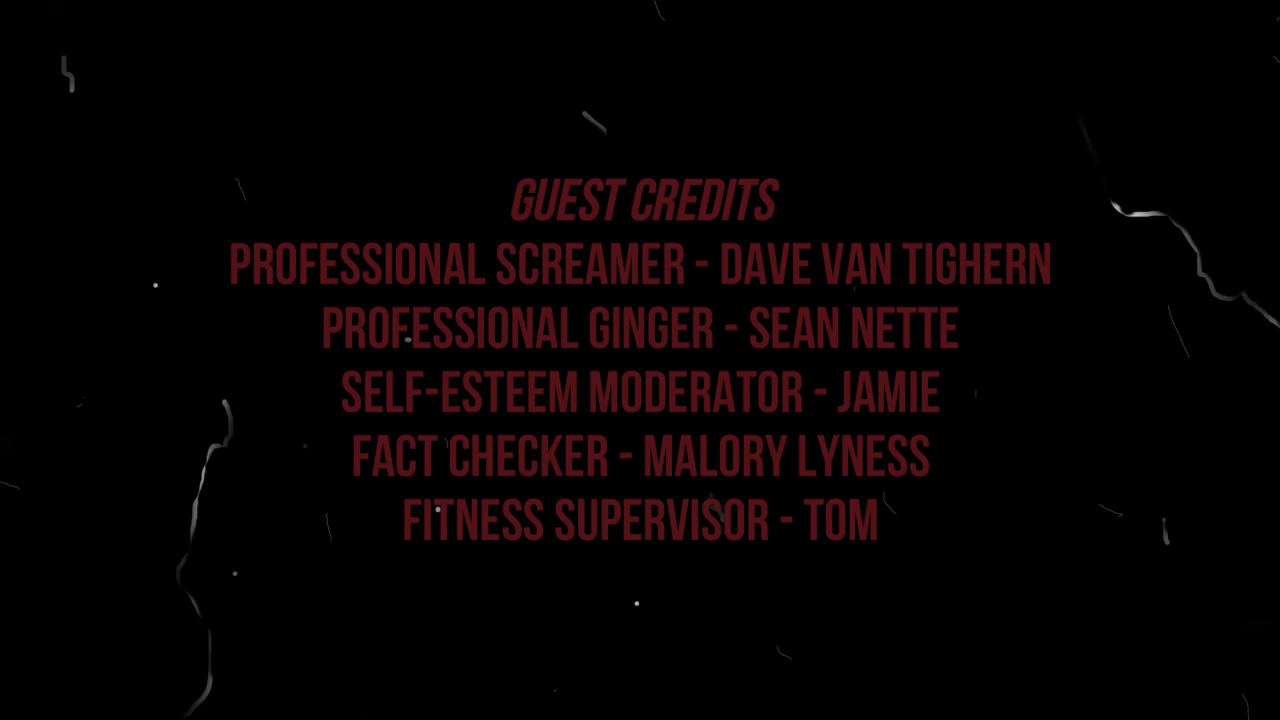 GUEST CREDITS
PROFESSIONAL SCREAMER - DAVE VAN TIGHERN
PROFESSIONAL GINGER - SEAN NETTE
SELF-ESTEEM MODERATOR - JAMIE
FACT CHECKER - MALORY LYNESS
FITNESS SUPERVISOR - TOM